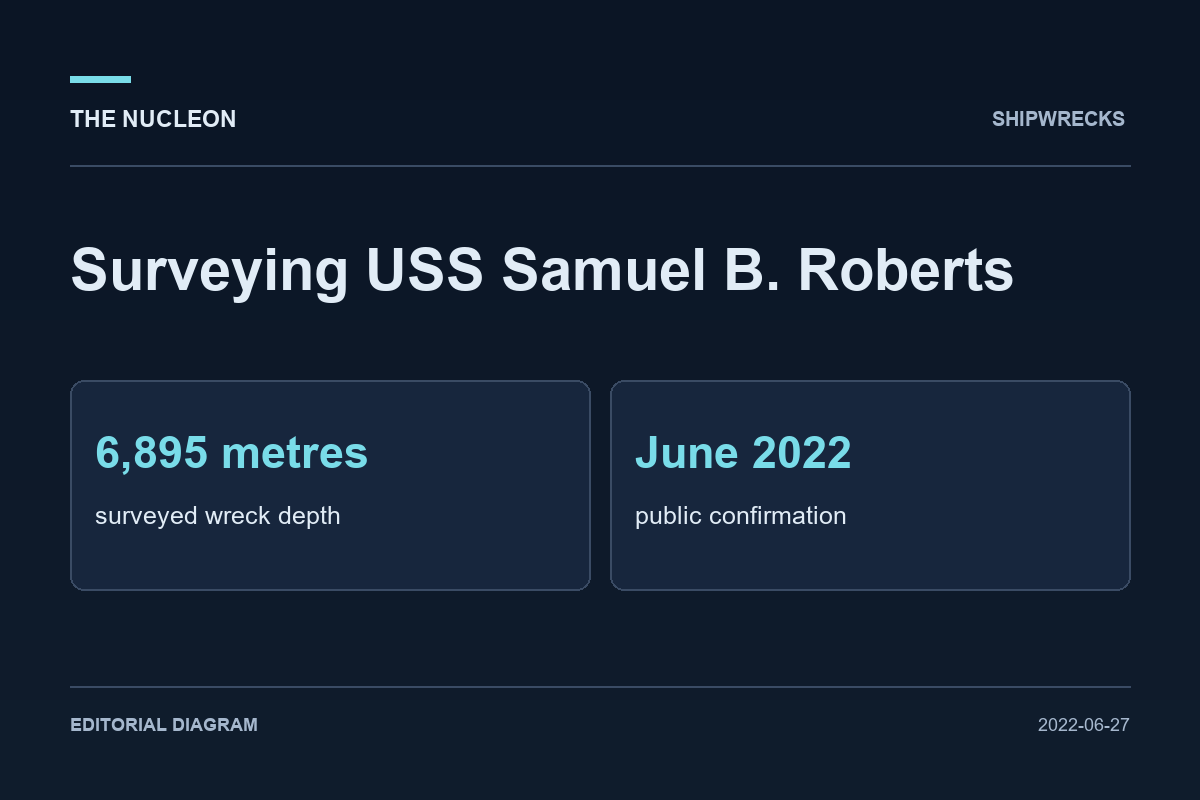 THE NUCLEON
SHIPWRECKS
Surveying USS Samuel B. Roberts
6,895 metres
surveyed wreck depth
June 2022
public confirmation
EDITORIAL DIAGRAM
2022-06-27